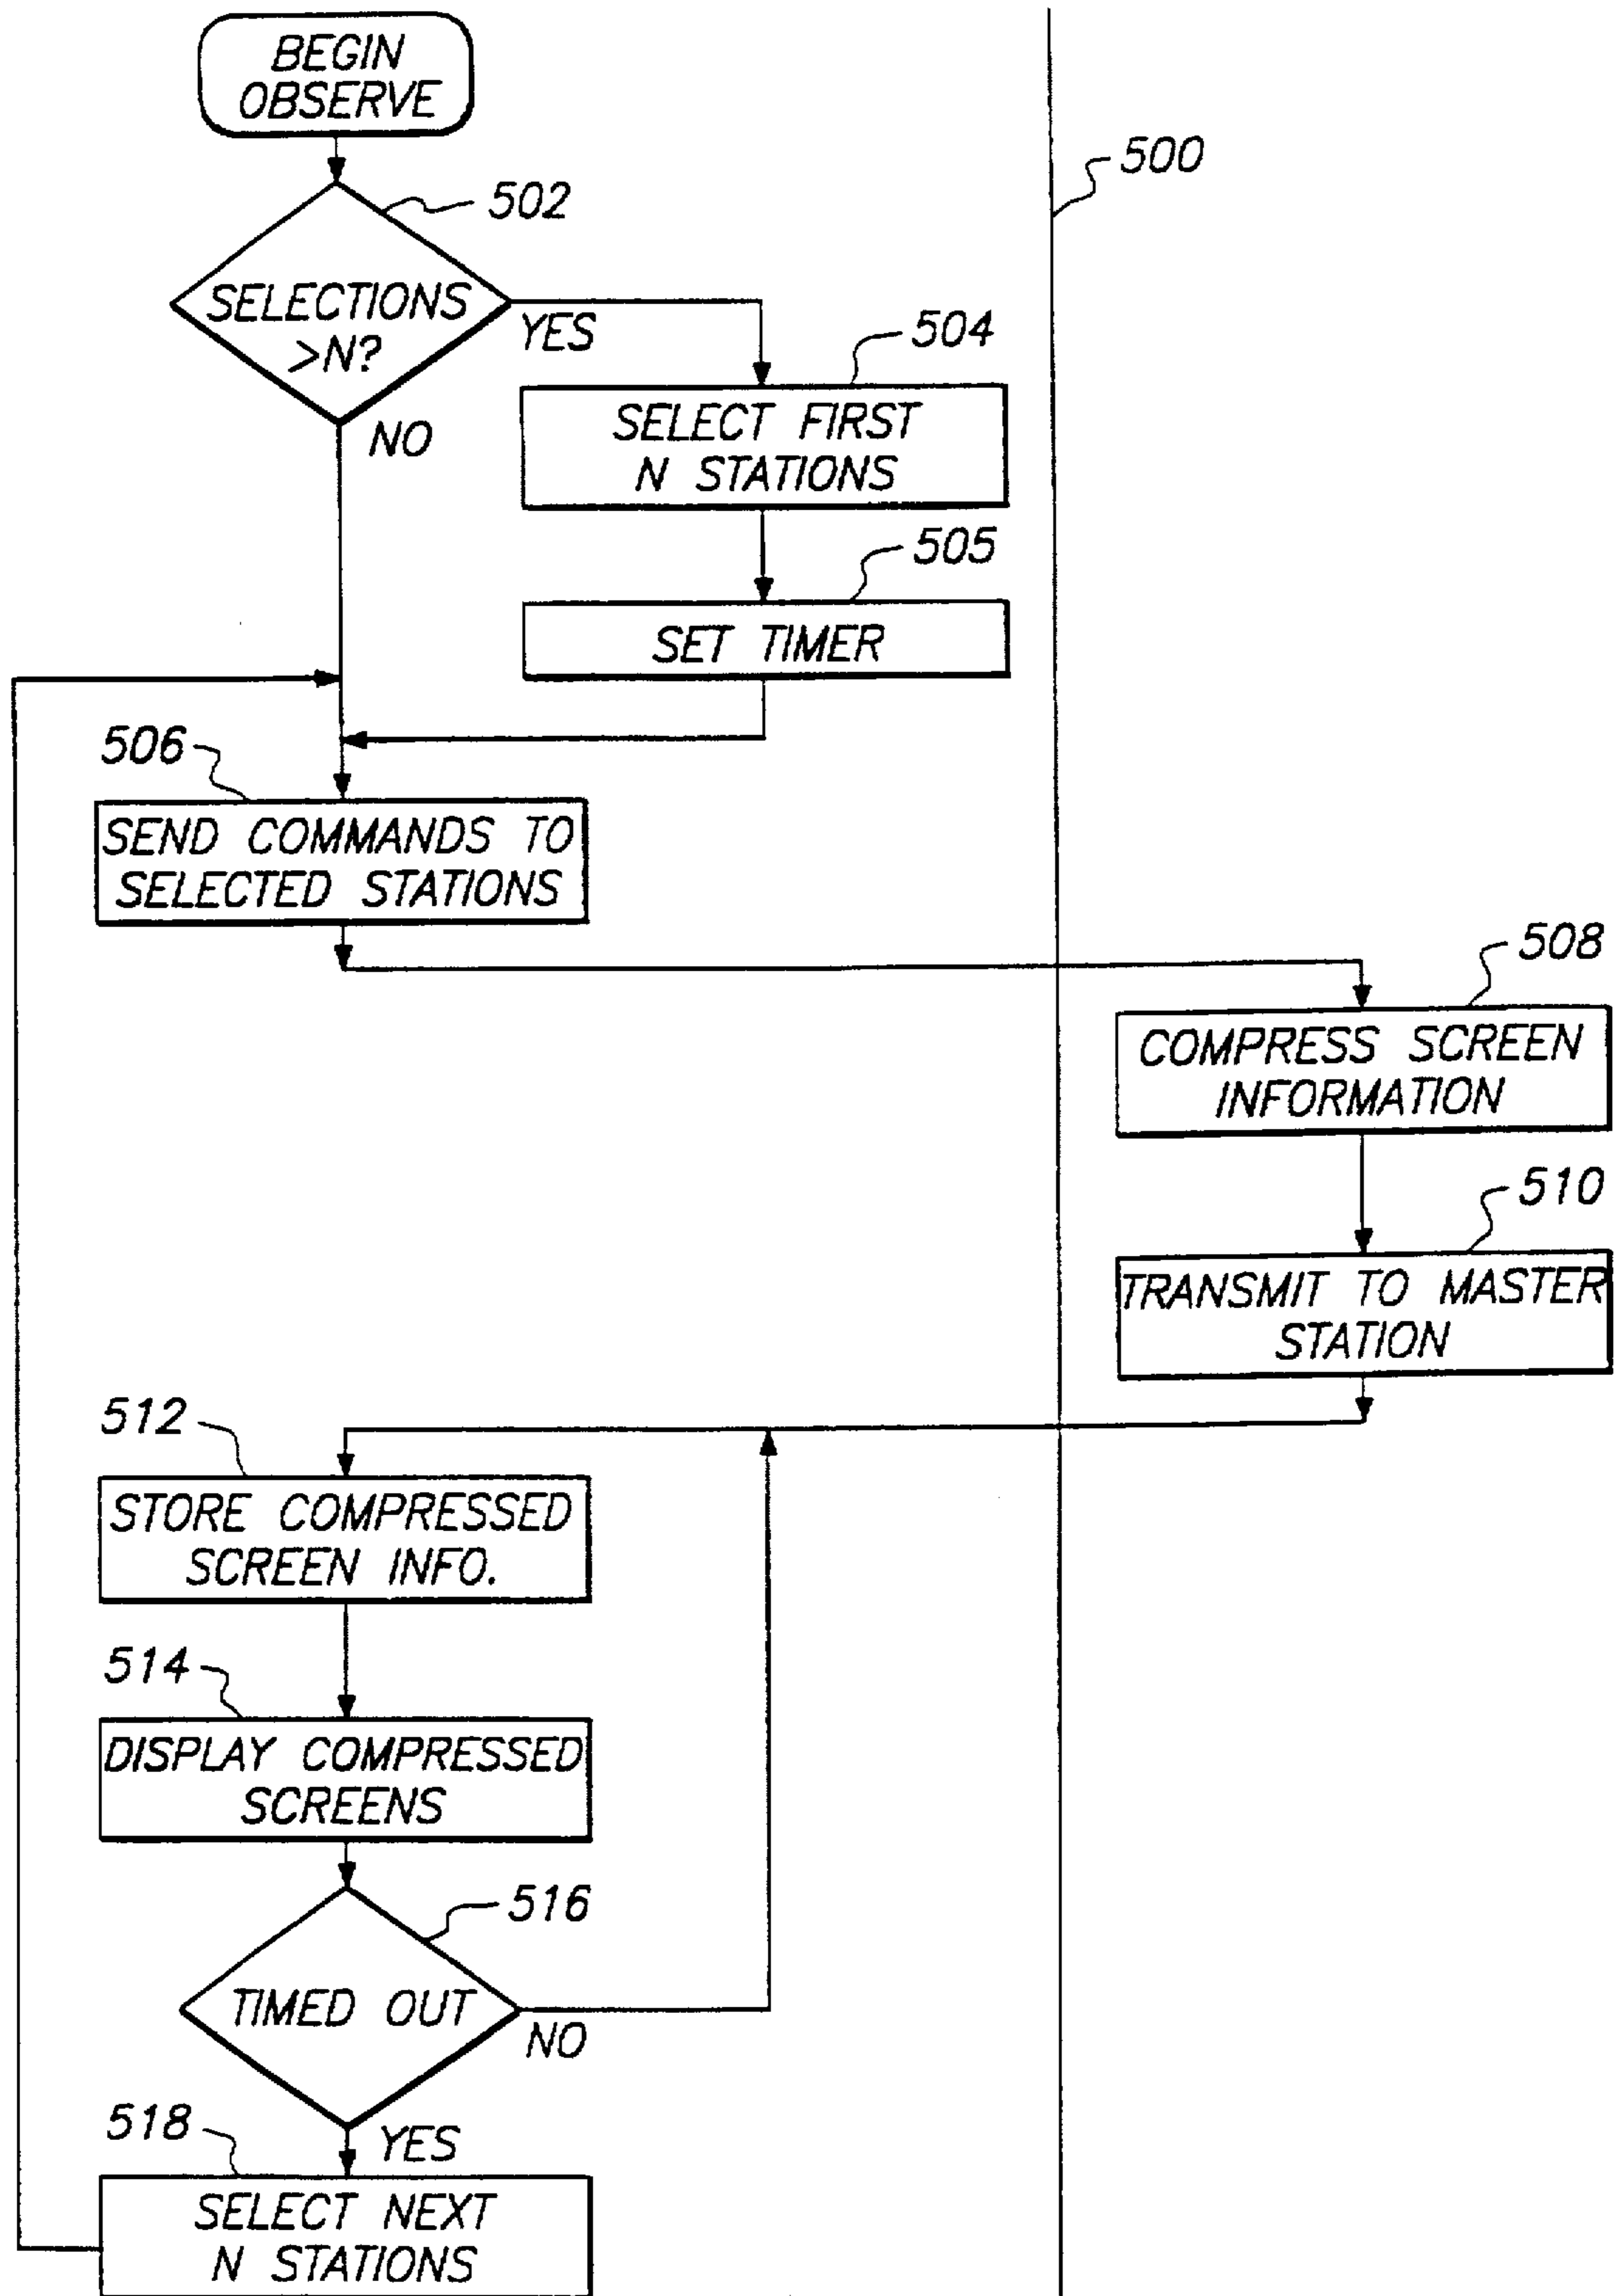 BEGIN
OBSERVE
500
502
SELECTIONS
>N?
YES
NO
504
SELECT FIRST
N STATIONS
505
SET TIMER
506
SEND COMMANDS TO
SELECTED STATIONS
508
COMPRESS SCREEN
INFORMATION
510
TRANSMIT TO MASTER
STATION
512
STORE COMPRESSED
SCREEN INFO.
514
DISPLAY COMPRESSED
SCREENS
516
TIMED OUT
NO
YES
518
SELECT NEXT
N STATIONS